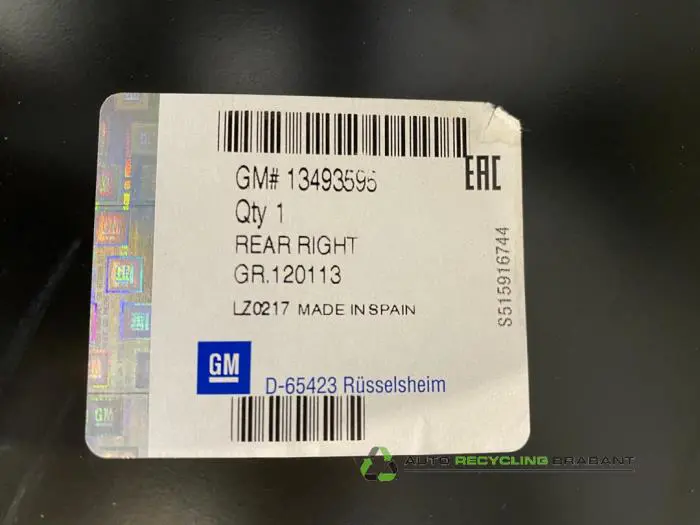 GM# 13493595
EAC
Qty 1
REAR RIGHT
GR.120113
LZ0217 MADE IN SPAIN
S515916744
GM
D-65423 Rüsselsheim
GM
AUTO RECYCLING BRABANT